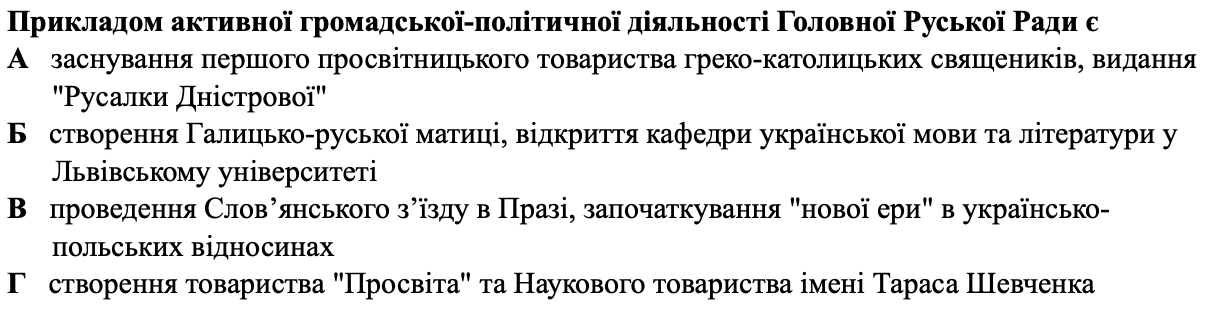 Прикладом активної громадської-політичної діяльності Головної Руської Ради є
А заснування першого просвітницького товариства греко-католицьких священиків, видання
"Русалки Дністрової"
Б створення Галицько-руської матиці, відкриття кафедри української мови та літератури у
Львівському університеті
В проведення Слов’янського з’їзду в Празі, започаткування "нової ери" в українсько-
польських відносинах
Г створення товариства "Просвіта" та Наукового товариства імені Тараса Шевченка